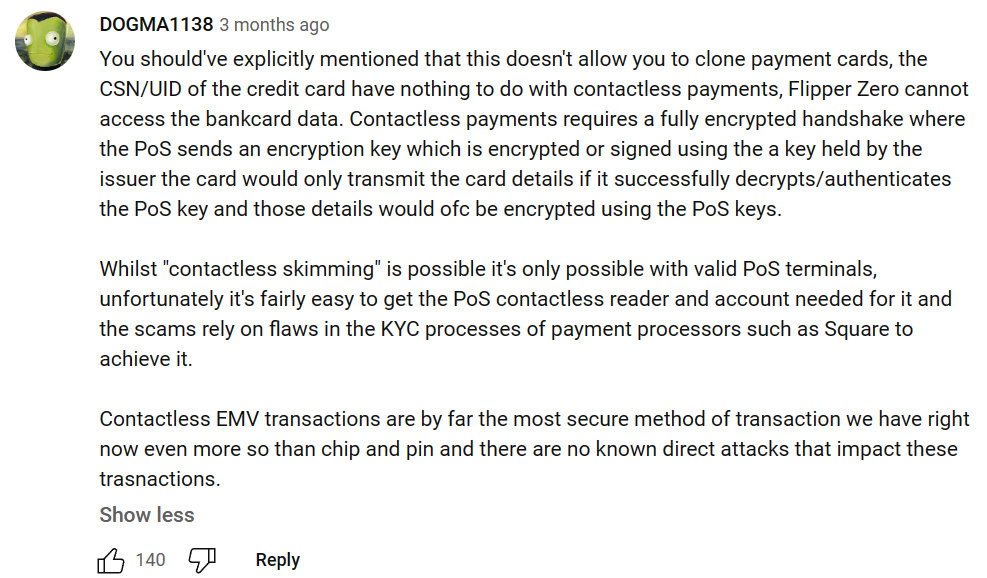 DOGMA1138 3 months ago
You should've explicitly mentioned that this doesn't allow you to clone payment cards, the
CSN/UID of the credit card have nothing to do with contactless payments, Flipper Zero cannot
access the bankcard data. Contactless payments requires a fully encrypted handshake where
the PoS sends an encryption key which is encrypted or signed using the a key held by the
issuer the card would only transmit the card details if it successfully decrypts/authenticates
the PoS key and those details would ofc be encrypted using the PoS keys.
Whilst "contactless skimming" is possible it's only possible with valid PoS terminals,
unfortunately it's fairly easy to get the PoS contactless reader and account needed for it and
the scams rely on flaws in the KYC processes of payment processors such as Square to
achieve it.
Contactless EMV transactions are by far the most secure method of transaction we have right
now even more so than chip and pin and there are no known direct attacks that impact these
trasnactions.
Show less
140 Reply